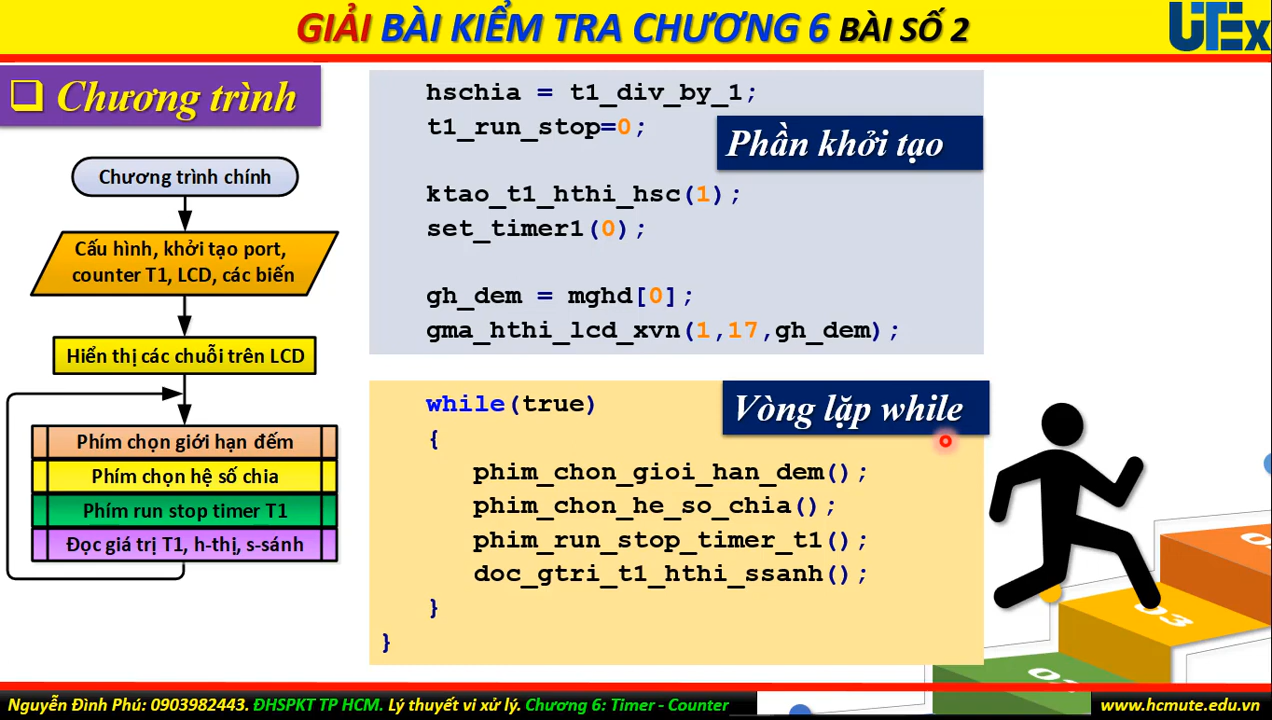 GIẢI BÀI KIỂM TRA CHƯƠNG 6 BÀI SỐ 2
UTEx
Chương trình
Chương trình chính
Cấu hình, khởi tạo port,
counter T1, LCD, các biến
Hiển thị các chuỗi trên LCD
Phím chọn giới hạn đếm
Phím chọn hệ số chia
Phím run stop timer T1
Đọc giá trị T1, h-thị, s-sánh
hschia = t1_div_by_1;
t1_run_stop=0;
Phần khởi tạo
ktao_t1_hthi_hsc(1);
set_timer1(0);
gh_dem = mghd[0];
gma_hthi_lcd_xvn(1,17,gh_dem);
while(true)
Vòng lặp while
{
phim_chon_gioi_han_dem();
phim_chon_he_so_chia();
phim_run_stop_timer_t1();
doc_gtri_t1_hthi_ssanh();
}
}
03
Nguyễn Đình Phú: 0903982443. ĐHSPKT TP HCM. Lý thuyết vi xử lý. Chương 6: Timer - Counter
www.hcmute.edu.vn